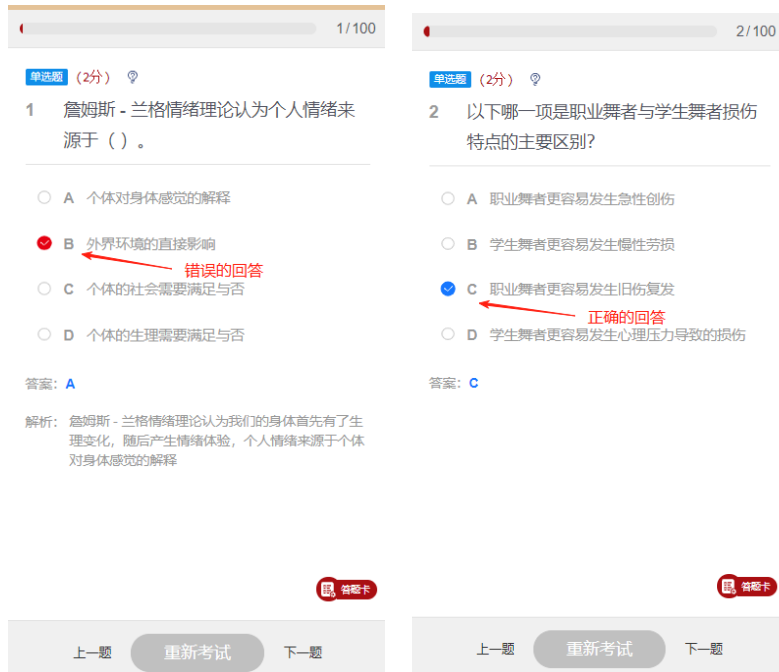 1/100
单选题 (2分)
1 詹姆斯 - 兰格情绪理论认为个人情绪来
源于（ ）。
A 个体对身体感觉的解释
B 外界环境的直接影响
错误的回答
C 个体的社会需要满足与否
D 个体的生理需要满足与否
答案: A
解析: 詹姆斯 - 兰格情绪理论认为我们的身体首先有了生
理变化，随后产生情绪体验，个人情绪来源于个体
对身体感觉的解释
答题卡
上一题 重新考试 下一题
2/100
单选题 (2分)
2 以下哪一项是职业舞者与学生舞者损伤
特点的主要区别?
A 职业舞者更容易发生急性创伤
B 学生舞者更容易发生慢性劳损
C 职业舞者更容易发生旧伤复发
正确的回答
D 学生舞者更容易发生心理压力导致的损伤
答案: C
答题卡
上一题 重新考试 下一题